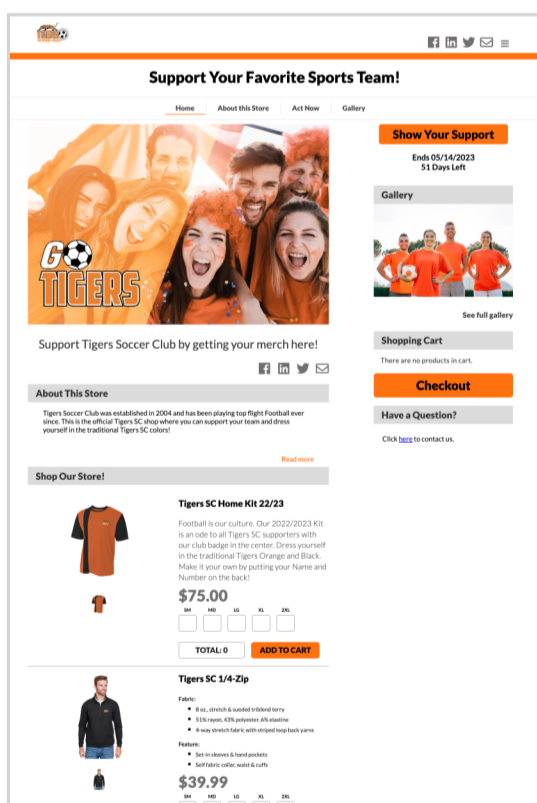 TIGERS
Support Your Favorite Sports Team!
Home
About this Store
Act Now
Gallery
GO
TIGERS
Support Tigers Soccer Club by getting your merch here!
About This Store
Tigers Soccer Club was established in 2004 and has been playing top flight Football ever
since. This is the official Tigers SC shop where you can support your team and dress
yourself in the traditional Tigers SC colors!
Read more
Shop Our Store!
Tigers SC Home Kit 22/23
Football is our culture. Our 2022/2023 Kit
is an ode to all Tigers SC supporters with
our club badge in the center. Dress yourself
in the traditional Tigers Orange and Black.
Make it your own by putting your Name and
Number on the back!
$75.00
SM MD LG XL 2XL
TOTAL: 0
ADD TO CART
Tigers SC 1/4-Zip
Fabric:
8 oz., stretch & sueded triblend terry
51% rayon, 43% polyester, 6% elastine
4-way stretch fabric with striped loop back yarns
Feature:
Set-in sleeves & hand pockets
Self fabric collar, waist & cuffs
$39.99
SM MD LG XL 2XL
Show Your Support
Ends 05/14/2023
51 Days Left
Gallery
See full gallery
Shopping Cart
There are no products in cart.
Checkout
Have a Question?
Click here to contact us.